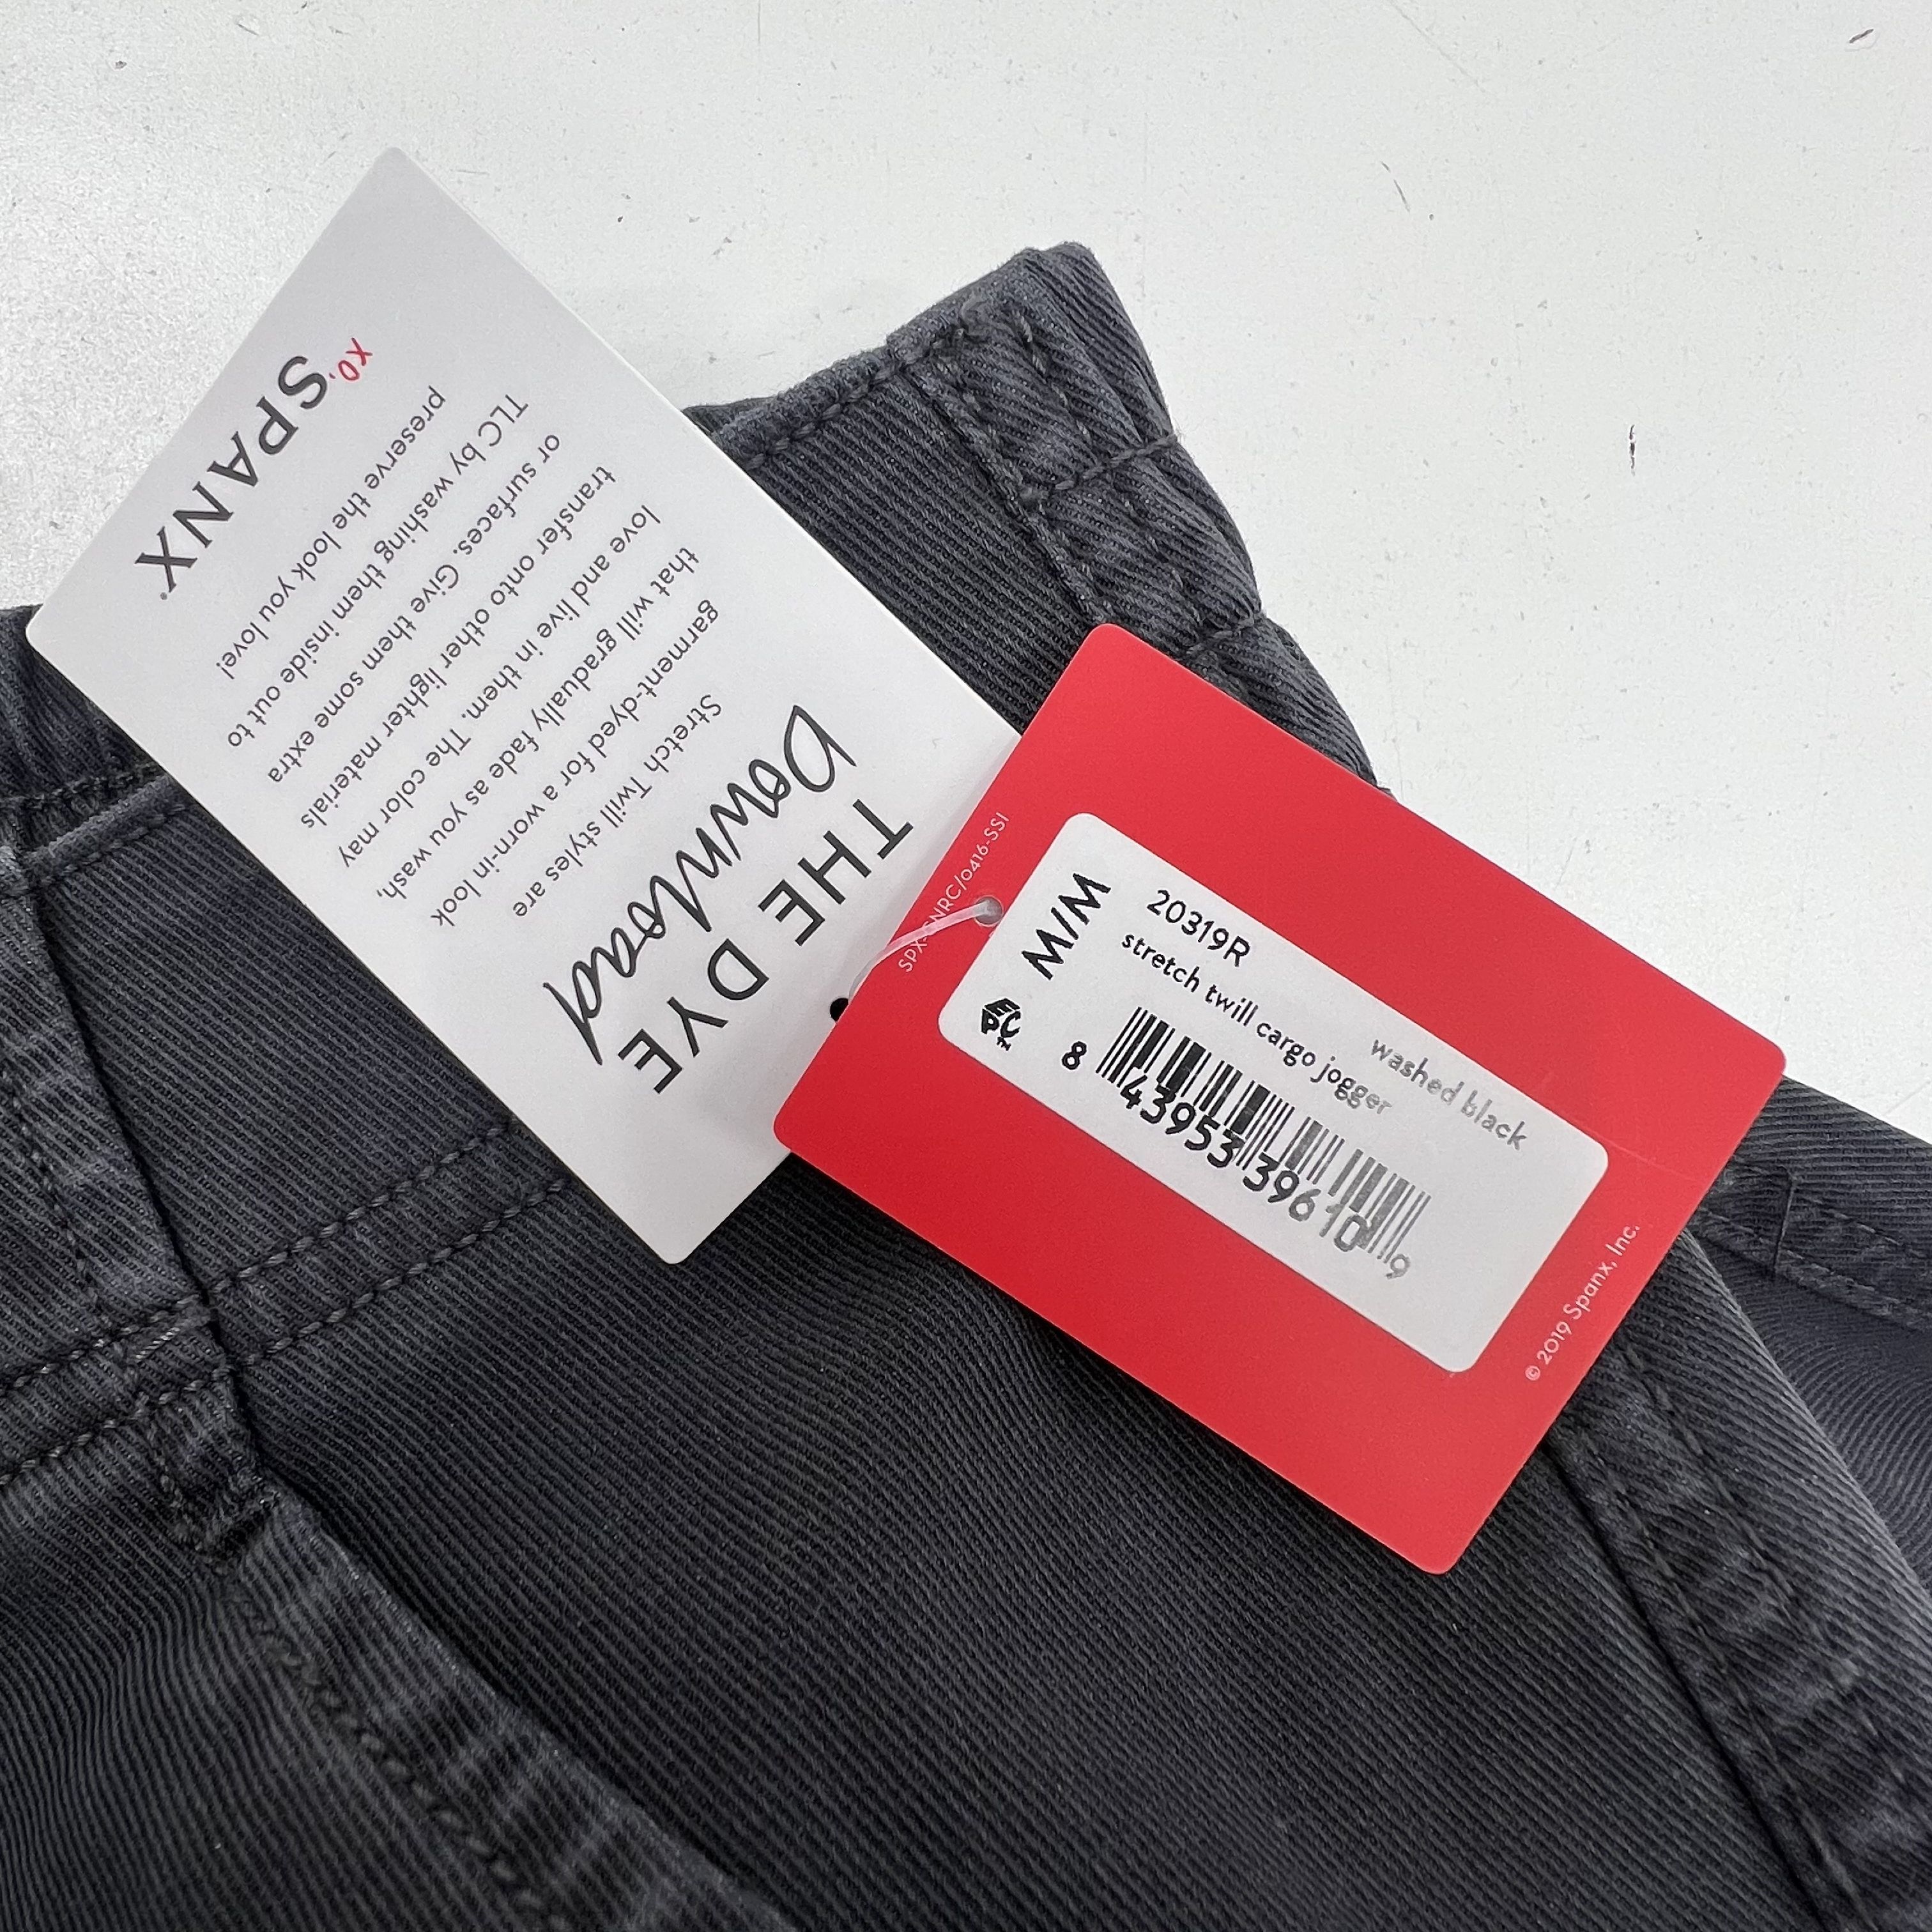 THE DYE
Download
Stretch Twill styles are
garment-dyed for a worn-in look
that will gradually fade as you wash,
love and live in them. The color may
transfer onto other lighter materials
or surfaces. Give them some extra
TLC by washing them inside out to
preserve the look you love!
XO,
SPANX®
M/M
20319R
washed black
stretch twill cargo jogger
EPC™
8 43953 39610 9
NRC/0416-SSI
© 2019 Spanx, Inc.